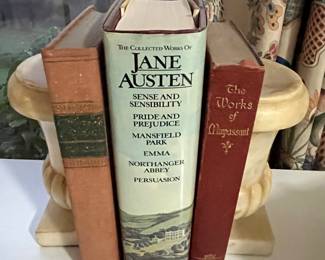 THE COLLECTED WORKS OF
JANE
AUSTEN
SENSE AND
SENSIBILITY
PRIDE AND
PREJUDICE
MANSFIELD
PARK
EMMA
NORTHANGER
ABBEY
PERSUASION
The
Works
of
Maupassant